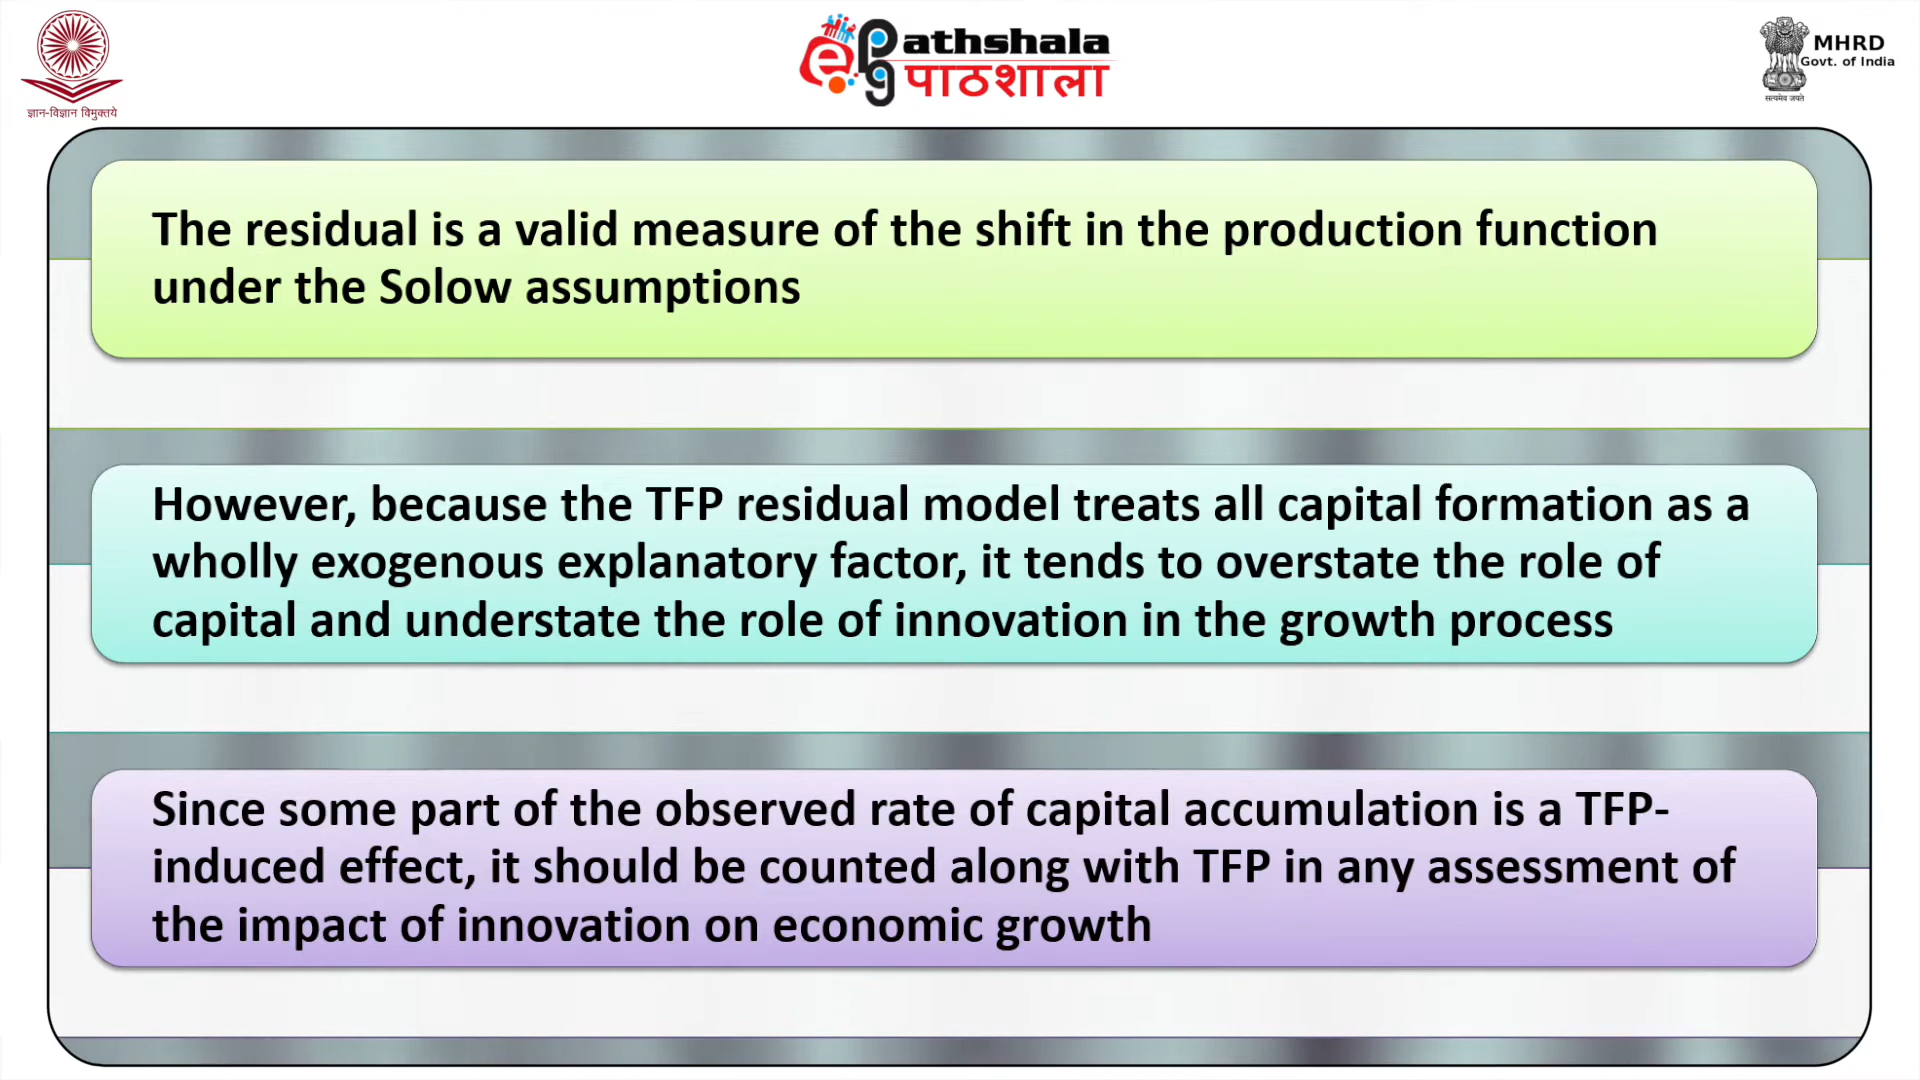 ज्ञान-विज्ञान विमुक्तये
e pg athshala
पाठशाला
MHRD
Govt. of India
सत्यमेव जयते
The residual is a valid measure of the shift in the production function
under the Solow assumptions
However, because the TFP residual model treats all capital formation as a
wholly exogenous explanatory factor, it tends to overstate the role of
capital and understate the role of innovation in the growth process
Since some part of the observed rate of capital accumulation is a TFP-
induced effect, it should be counted along with TFP in any assessment of
the impact of innovation on economic growth